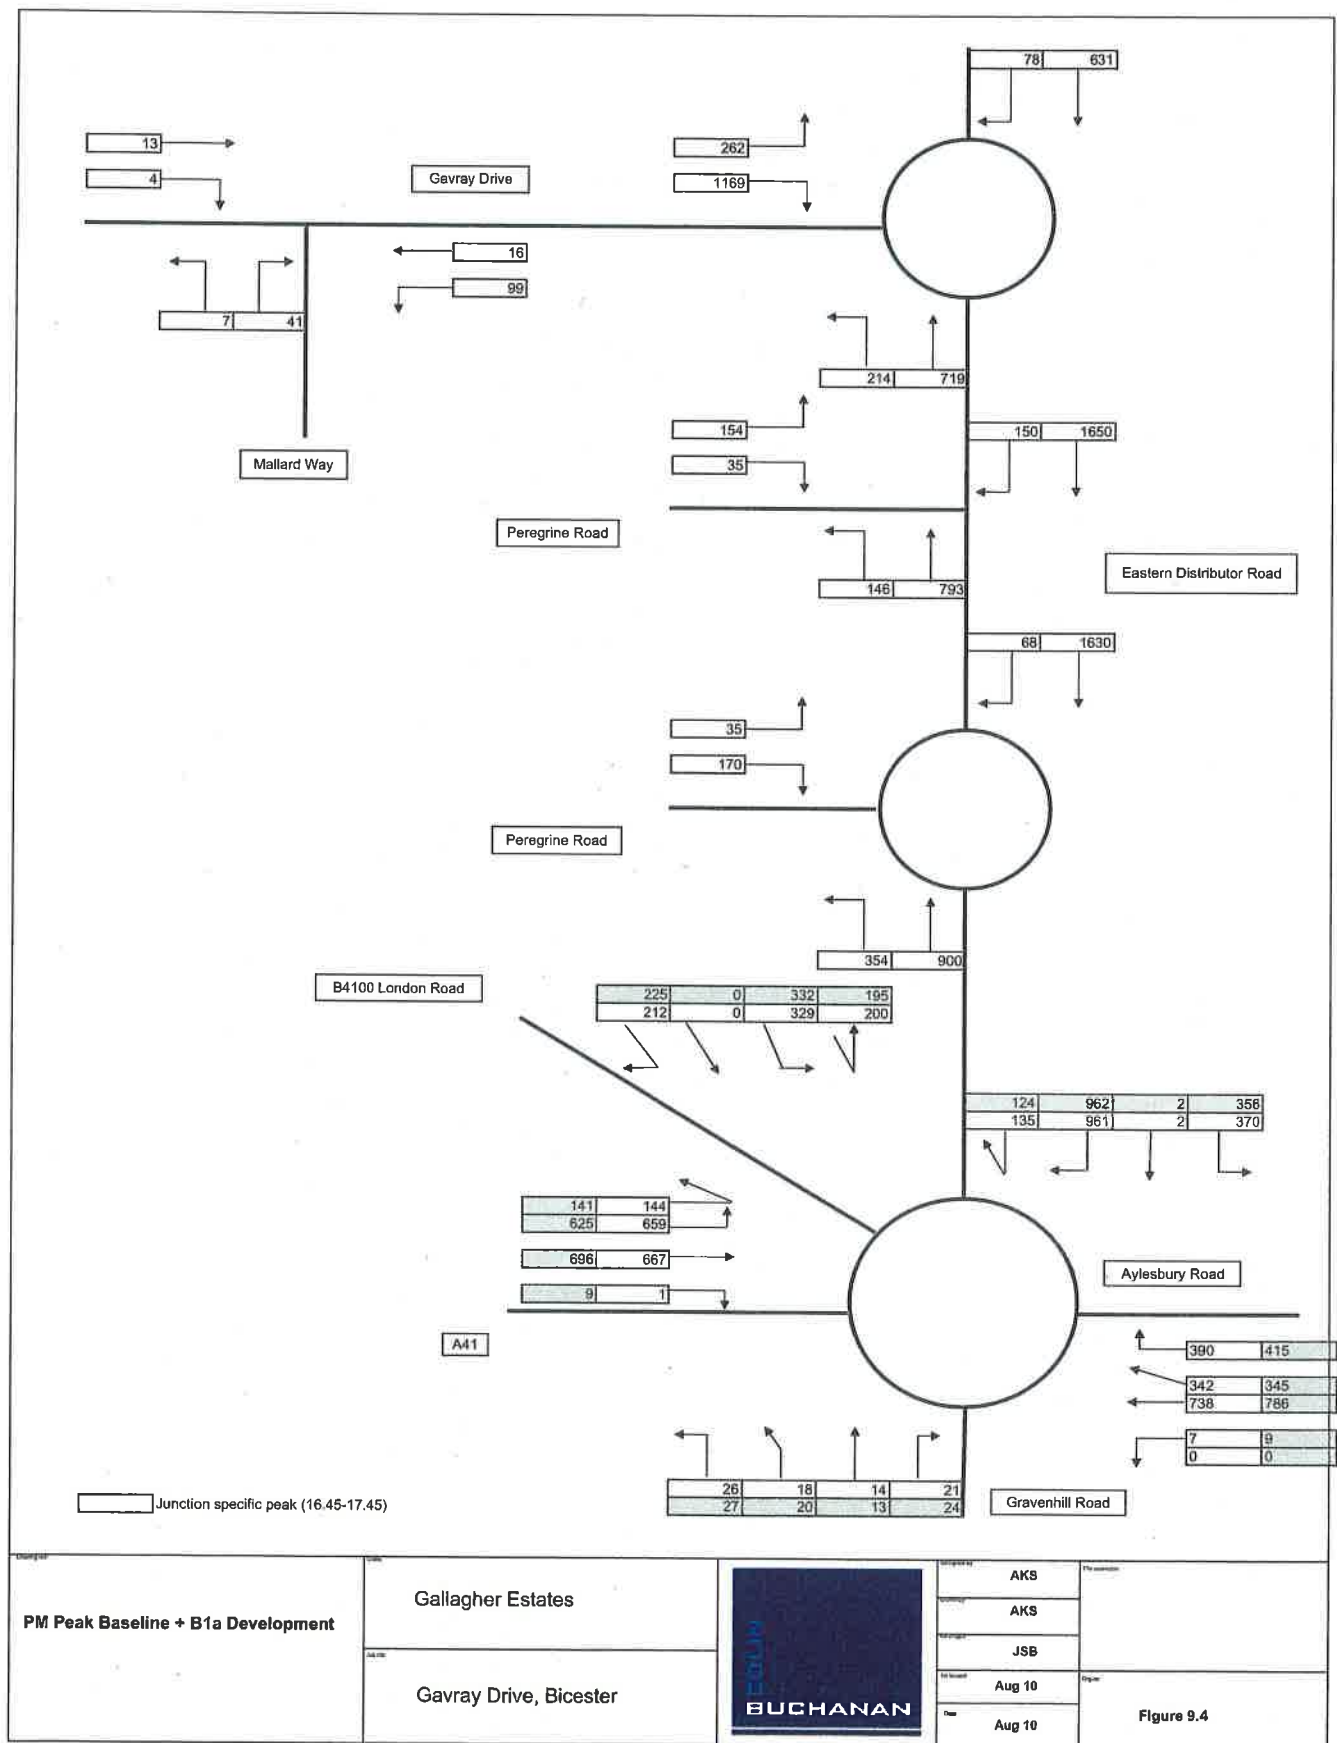 78 631
13
262
4
Gavray Drive
1169
16
99
7 41
214 719
154
150 1650
35
Mallard Way
Peregrine Road
Eastern Distributor Road
146 793
68 1630
35
170
Peregrine Road
354 900
B4100 London Road
225 0 332 195
212 0 329 200
124 962 2 356
135 961 2 370
141 144
625 659
696 667
9 1
Aylesbury Road
A41
390 415
342 345
738 786
7 9
0 0
26 18 14 21
27 20 13 24
Junction specific peak (16.45-17.45)
Gravenhill Road
PM Peak Baseline + B1a Development
Gallagher Estates
Gavray Drive, Bicester
COLIN
BUCHANAN
AKS
AKS
JSB
Aug 10
Aug 10
Figure 9.4